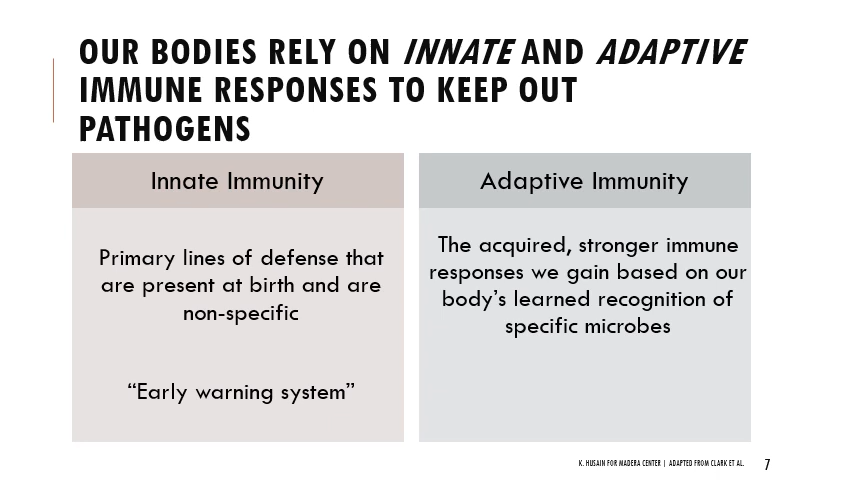 OUR BODIES RELY ON INNATE AND ADAPTIVE
IMMUNE RESPONSES TO KEEP OUT
PATHOGENS
Innate Immunity
Primary lines of defense that
are present at birth and are
non-specific
“Early warning system”
Adaptive Immunity
The acquired, stronger immune
responses we gain based on our
body’s learned recognition of
specific microbes
K. HUSAIN FOR MADERA CENTER | ADAPTED FROM CLARK ET AL.
7